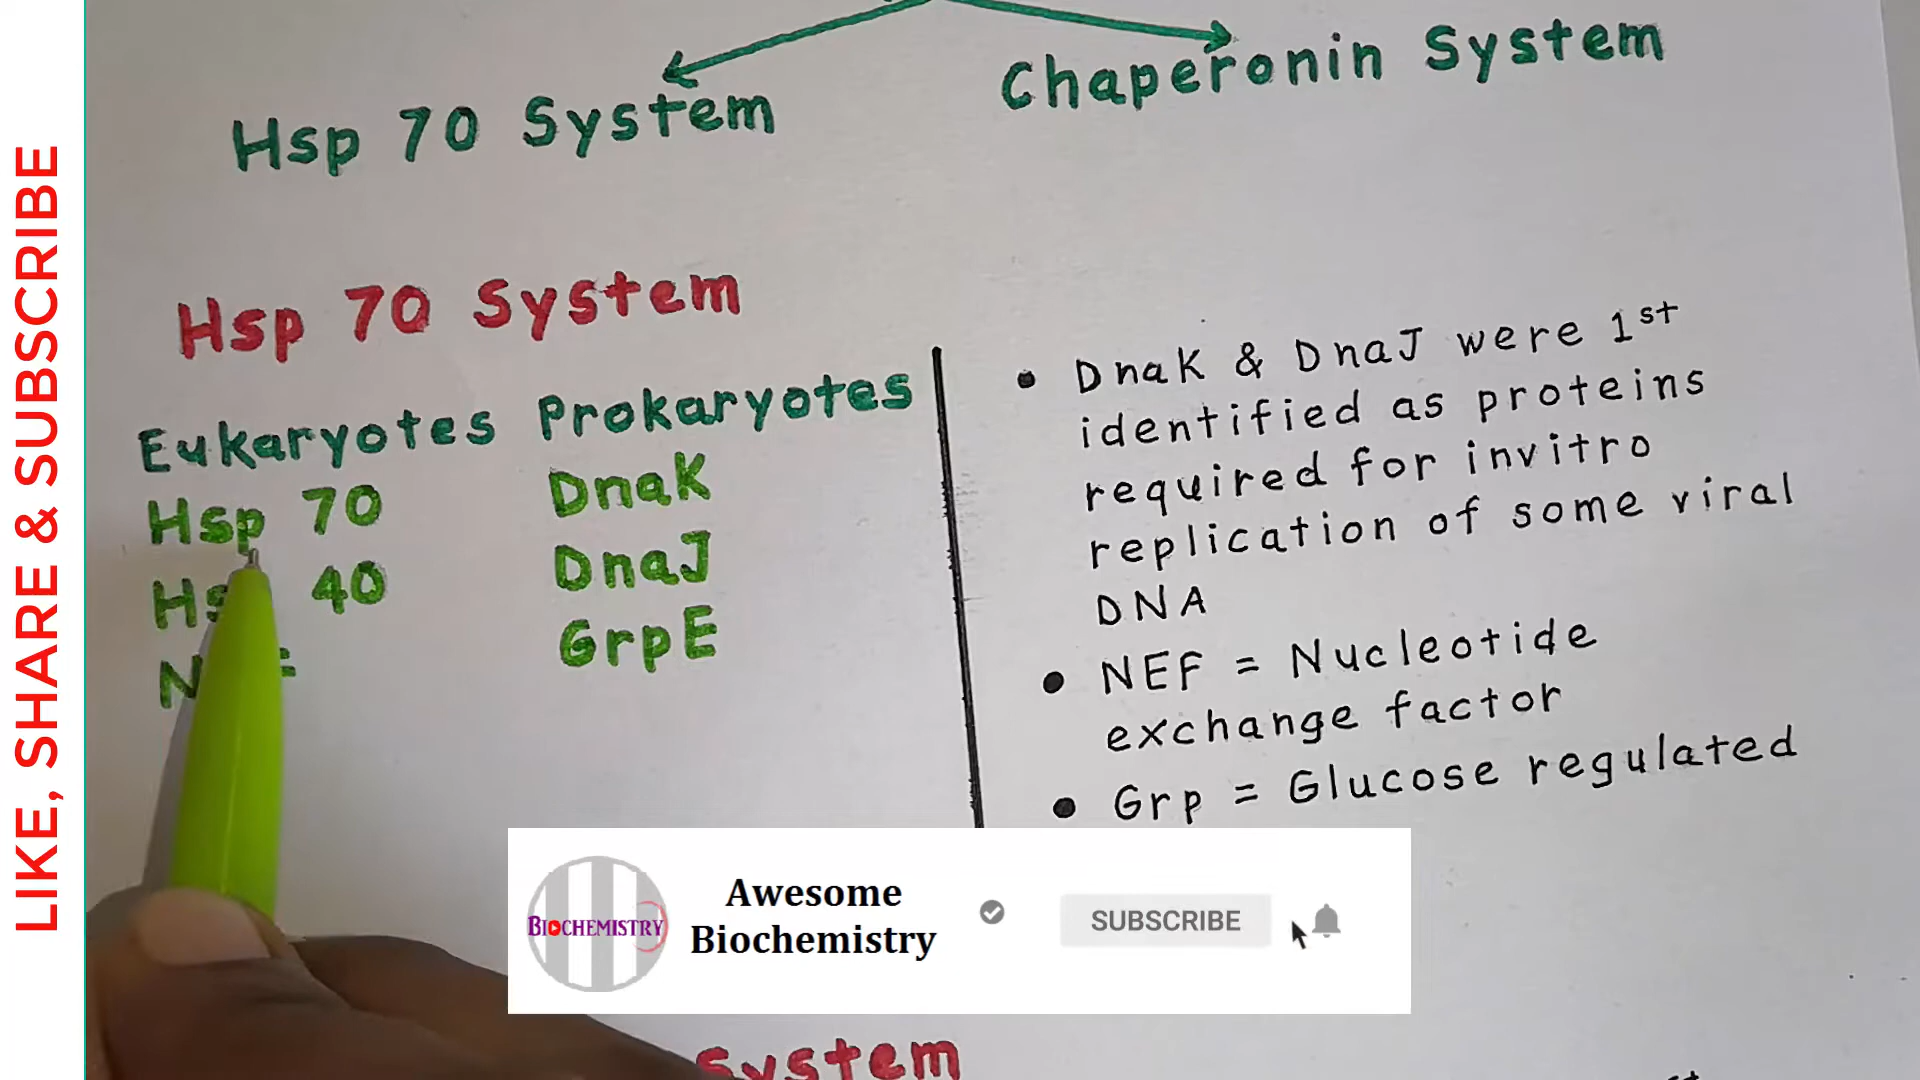 LIKE, SHARE & SUBSCRIBE
Hsp 70 System
Chaperonin System
Hsp 70 System
Eukaryotes Prokaryotes
Hsp 70 DnaK
40 DnaJ
GrpE
• DnaK & DnaJ were 1st
identified as proteins
required for invitro
replication of some viral
DNA
• NEF = Nucleotide
exchange factor
• Grp = Glucose regulated
BIOCHEMISTRY
Awesome
Biochemistry
SUBSCRIBE
System